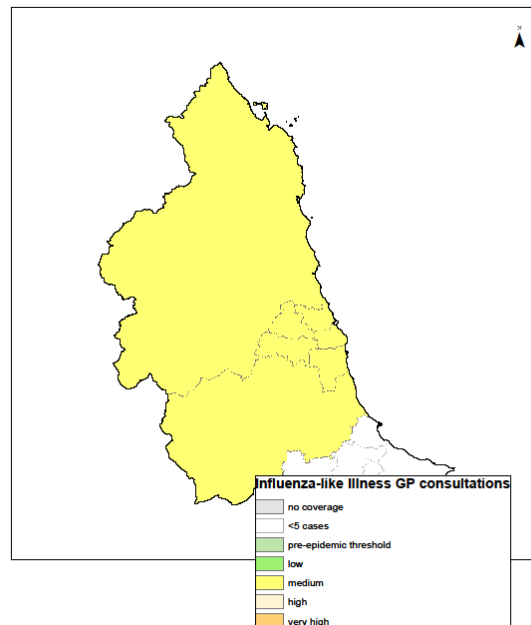 Influenza-like Illness GP consultations
no coverage
<5 cases
pre-epidemic threshold
low
medium
high
very high